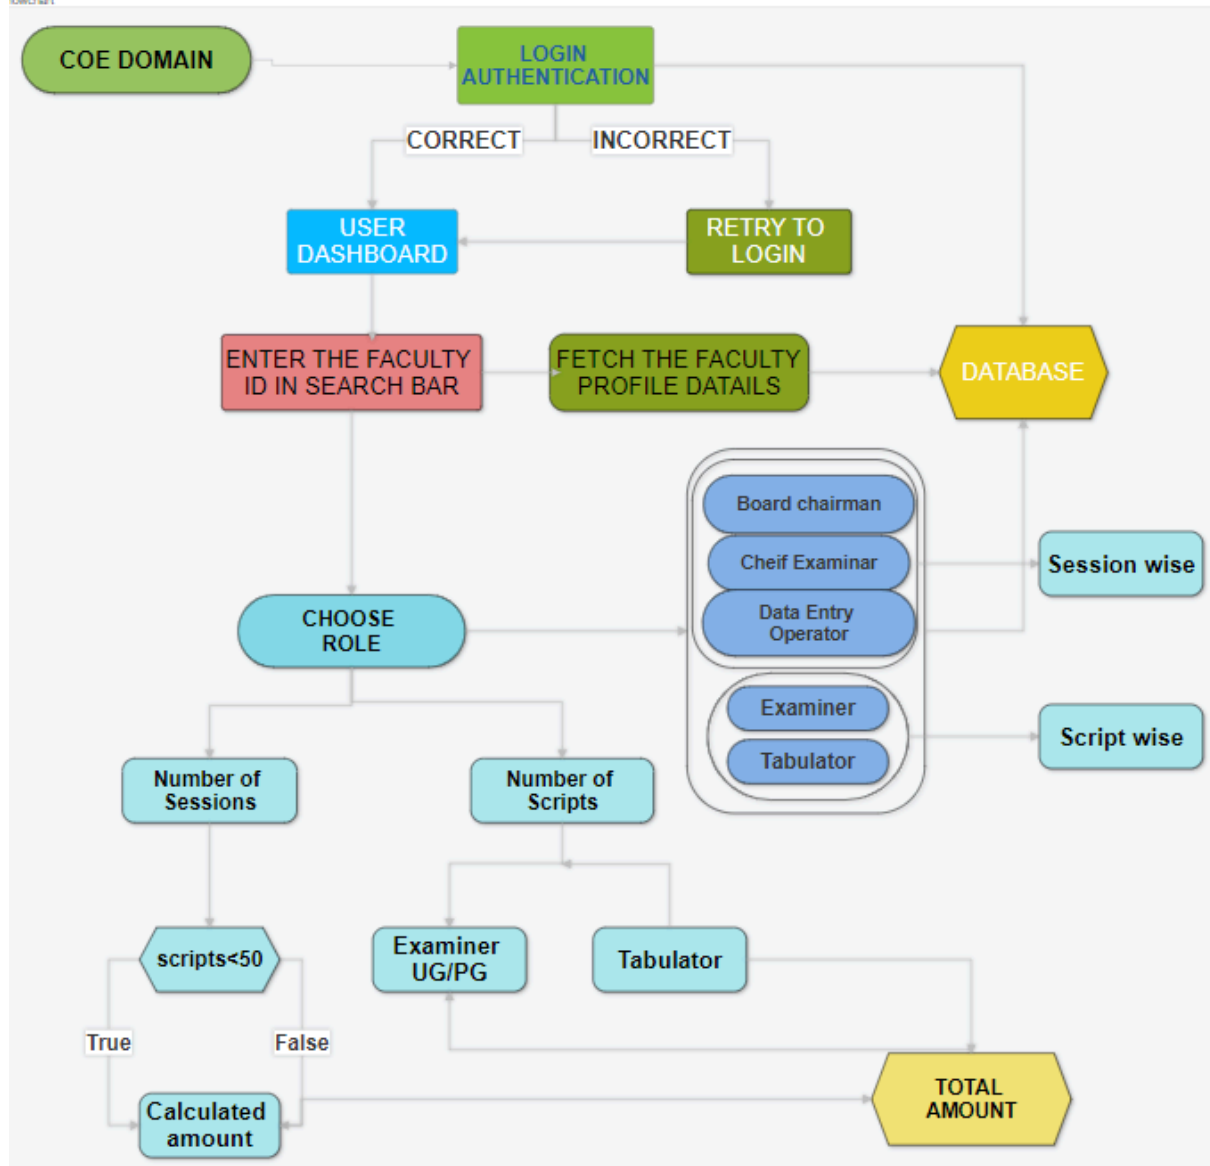 COE DOMAIN
LOGIN
AUTHENTICATION
CORRECT
INCORRECT
USER
DASHBOARD
RETRY TO
LOGIN
ENTER THE FACULTY
ID IN SEARCH BAR
FETCH THE FACULTY
PROFILE DATAILS
DATABASE
Board chairman
Cheif Examinar
Data Entry
Operator
Session wise
CHOOSE
ROLE
Examiner
Tabulator
Script wise
Number of
Sessions
Number of
Scripts
scripts<50
Examiner
UG/PG
Tabulator
True
False
Calculated
amount
TOTAL
AMOUNT